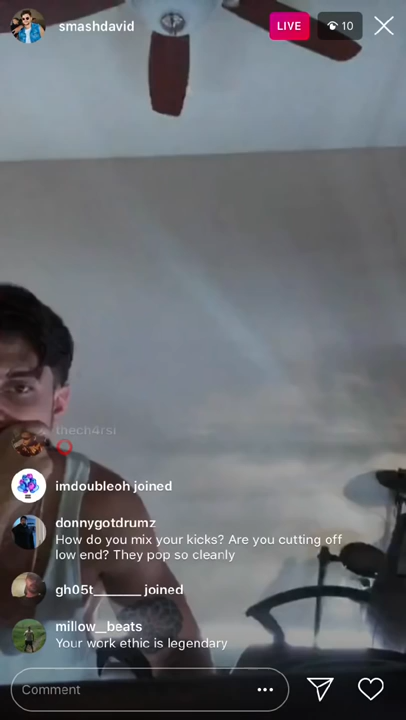 smashdavid
LIVE
10
thech4rsi
imdoubleoh joined
donnygotdrumz
How do you mix your kicks? Are you cutting off
low end? They pop so cleanly
gh05t______ joined
millow__beats
Your work ethic is legendary
Comment